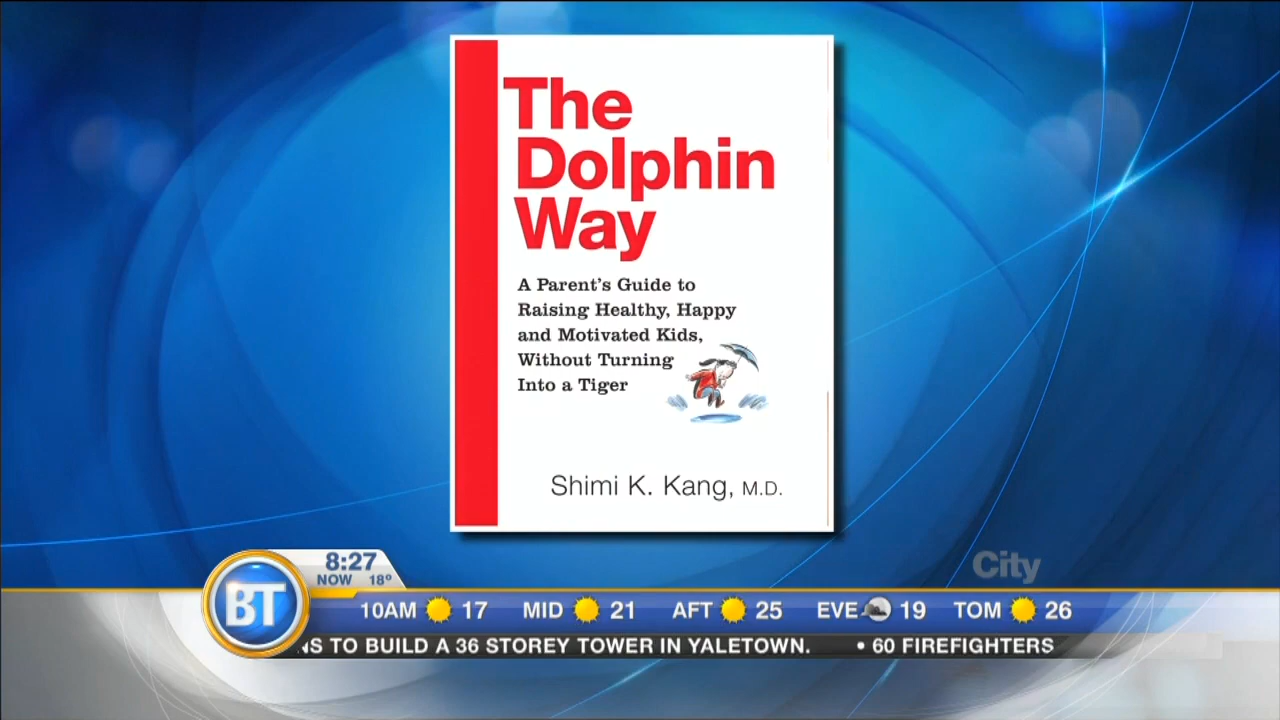 The
Dolphin
Way
A Parent's Guide to
Raising Healthy, Happy
and Motivated Kids,
Without Turning
Into a Tiger
Shimi K. Kang, M.D.
City
8:27
NOW 18°
BT
10AM 17 MID 21 AFT 25 EVE 19 TOM 26
NS TO BUILD A 36 STOREY TOWER IN YALETOWN. • 60 FIREFIGHTERS